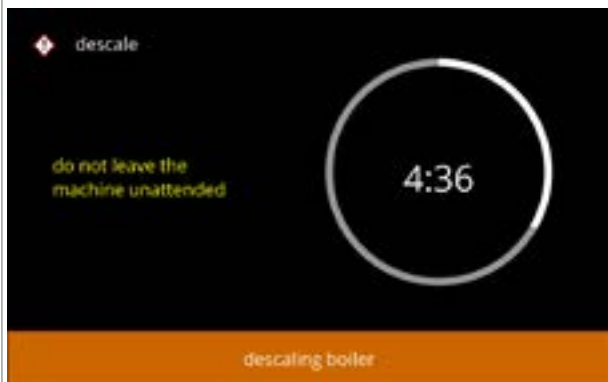 descale
do not leave the
machine unattended
4:36
descaling boiler